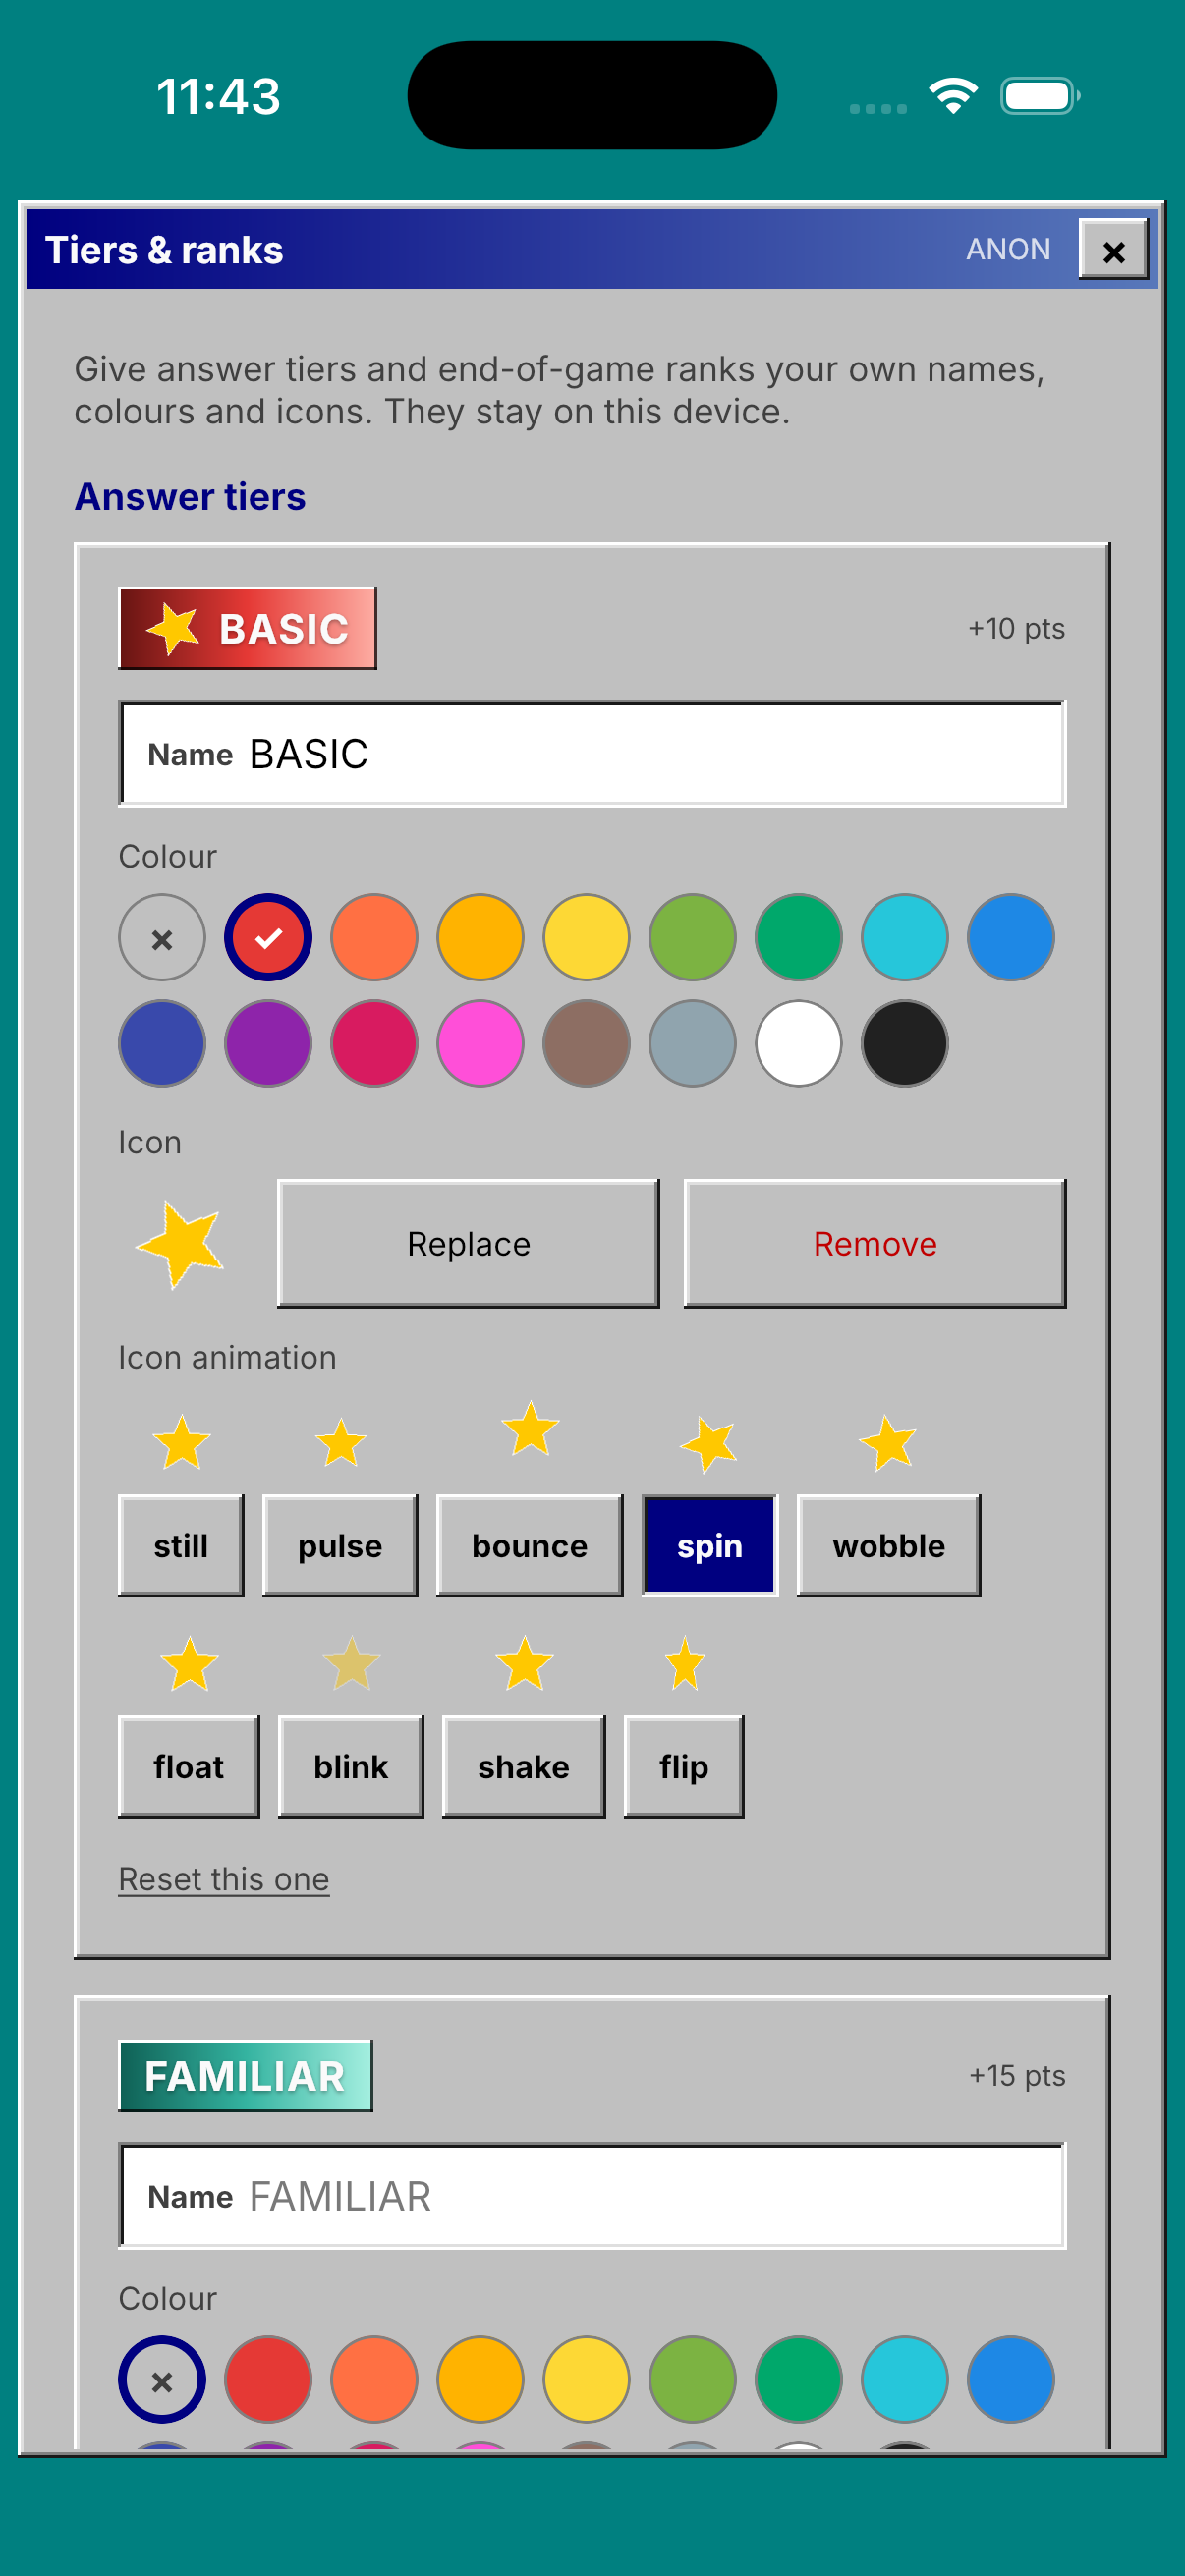 11:43
Tiers & ranks ANON ×
Give answer tiers and end-of-game ranks your own names,
colours and icons. They stay on this device.
Answer tiers
BASIC +10 pts
Name BASIC
Colour
×
Icon
Replace Remove
Icon animation
still pulse bounce spin wobble
float blink shake flip
Reset this one
FAMILIAR +15 pts
Name FAMILIAR
Colour
×